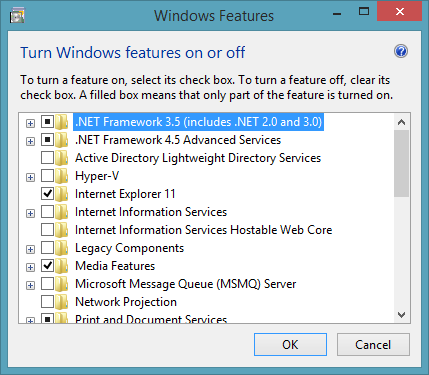 Windows Features
Turn Windows features on or off
To turn a feature on, select its check box. To turn a feature off, clear its
check box. A filled box means that only part of the feature is turned on.
.NET Framework 3.5 (includes .NET 2.0 and 3.0)
.NET Framework 4.5 Advanced Services
Active Directory Lightweight Directory Services
Hyper-V
Internet Explorer 11
Internet Information Services
Internet Information Services Hostable Web Core
Legacy Components
Media Features
Microsoft Message Queue (MSMQ) Server
Network Projection
Print and Document Services
OK
Cancel